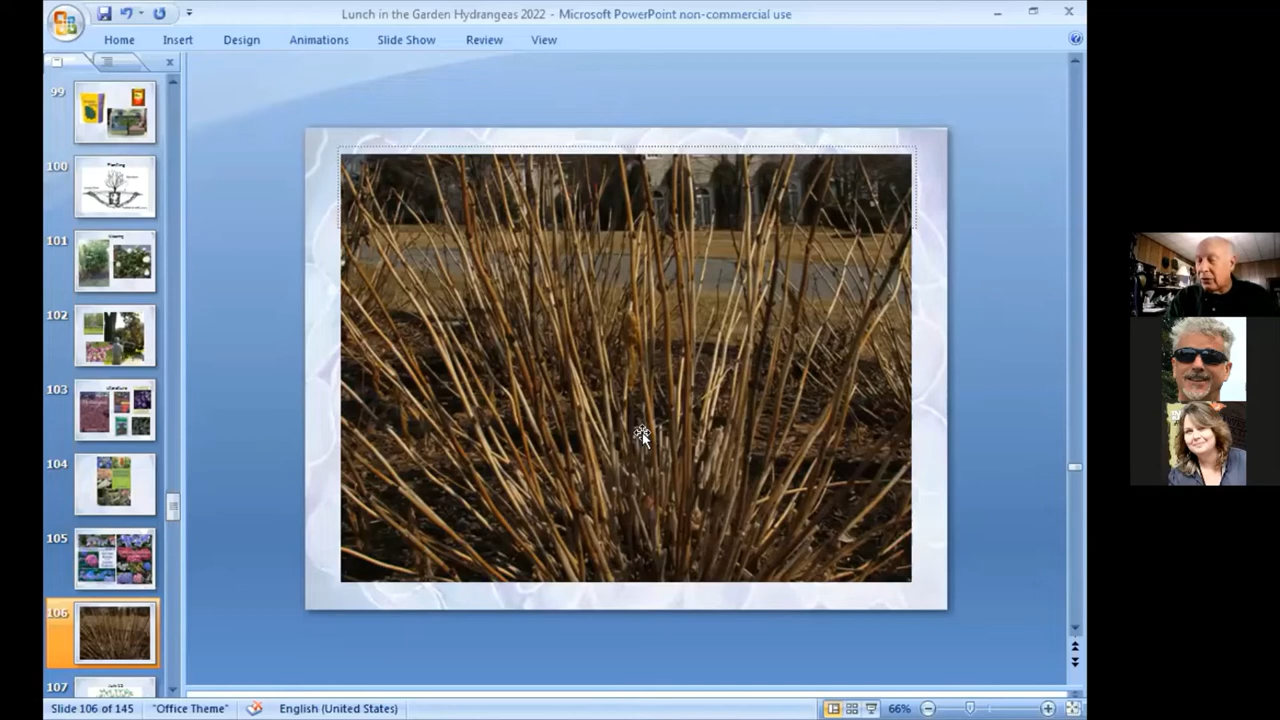 Lunch in the Garden Hydrangeas 2022 - Microsoft PowerPoint non-commercial use
Home Insert Design Animations Slide Show Review View
99
100
Planting
101
102
103
Literature
104
105
106
107
Slide 106 of 145 "Office Theme" English (United States) 66%